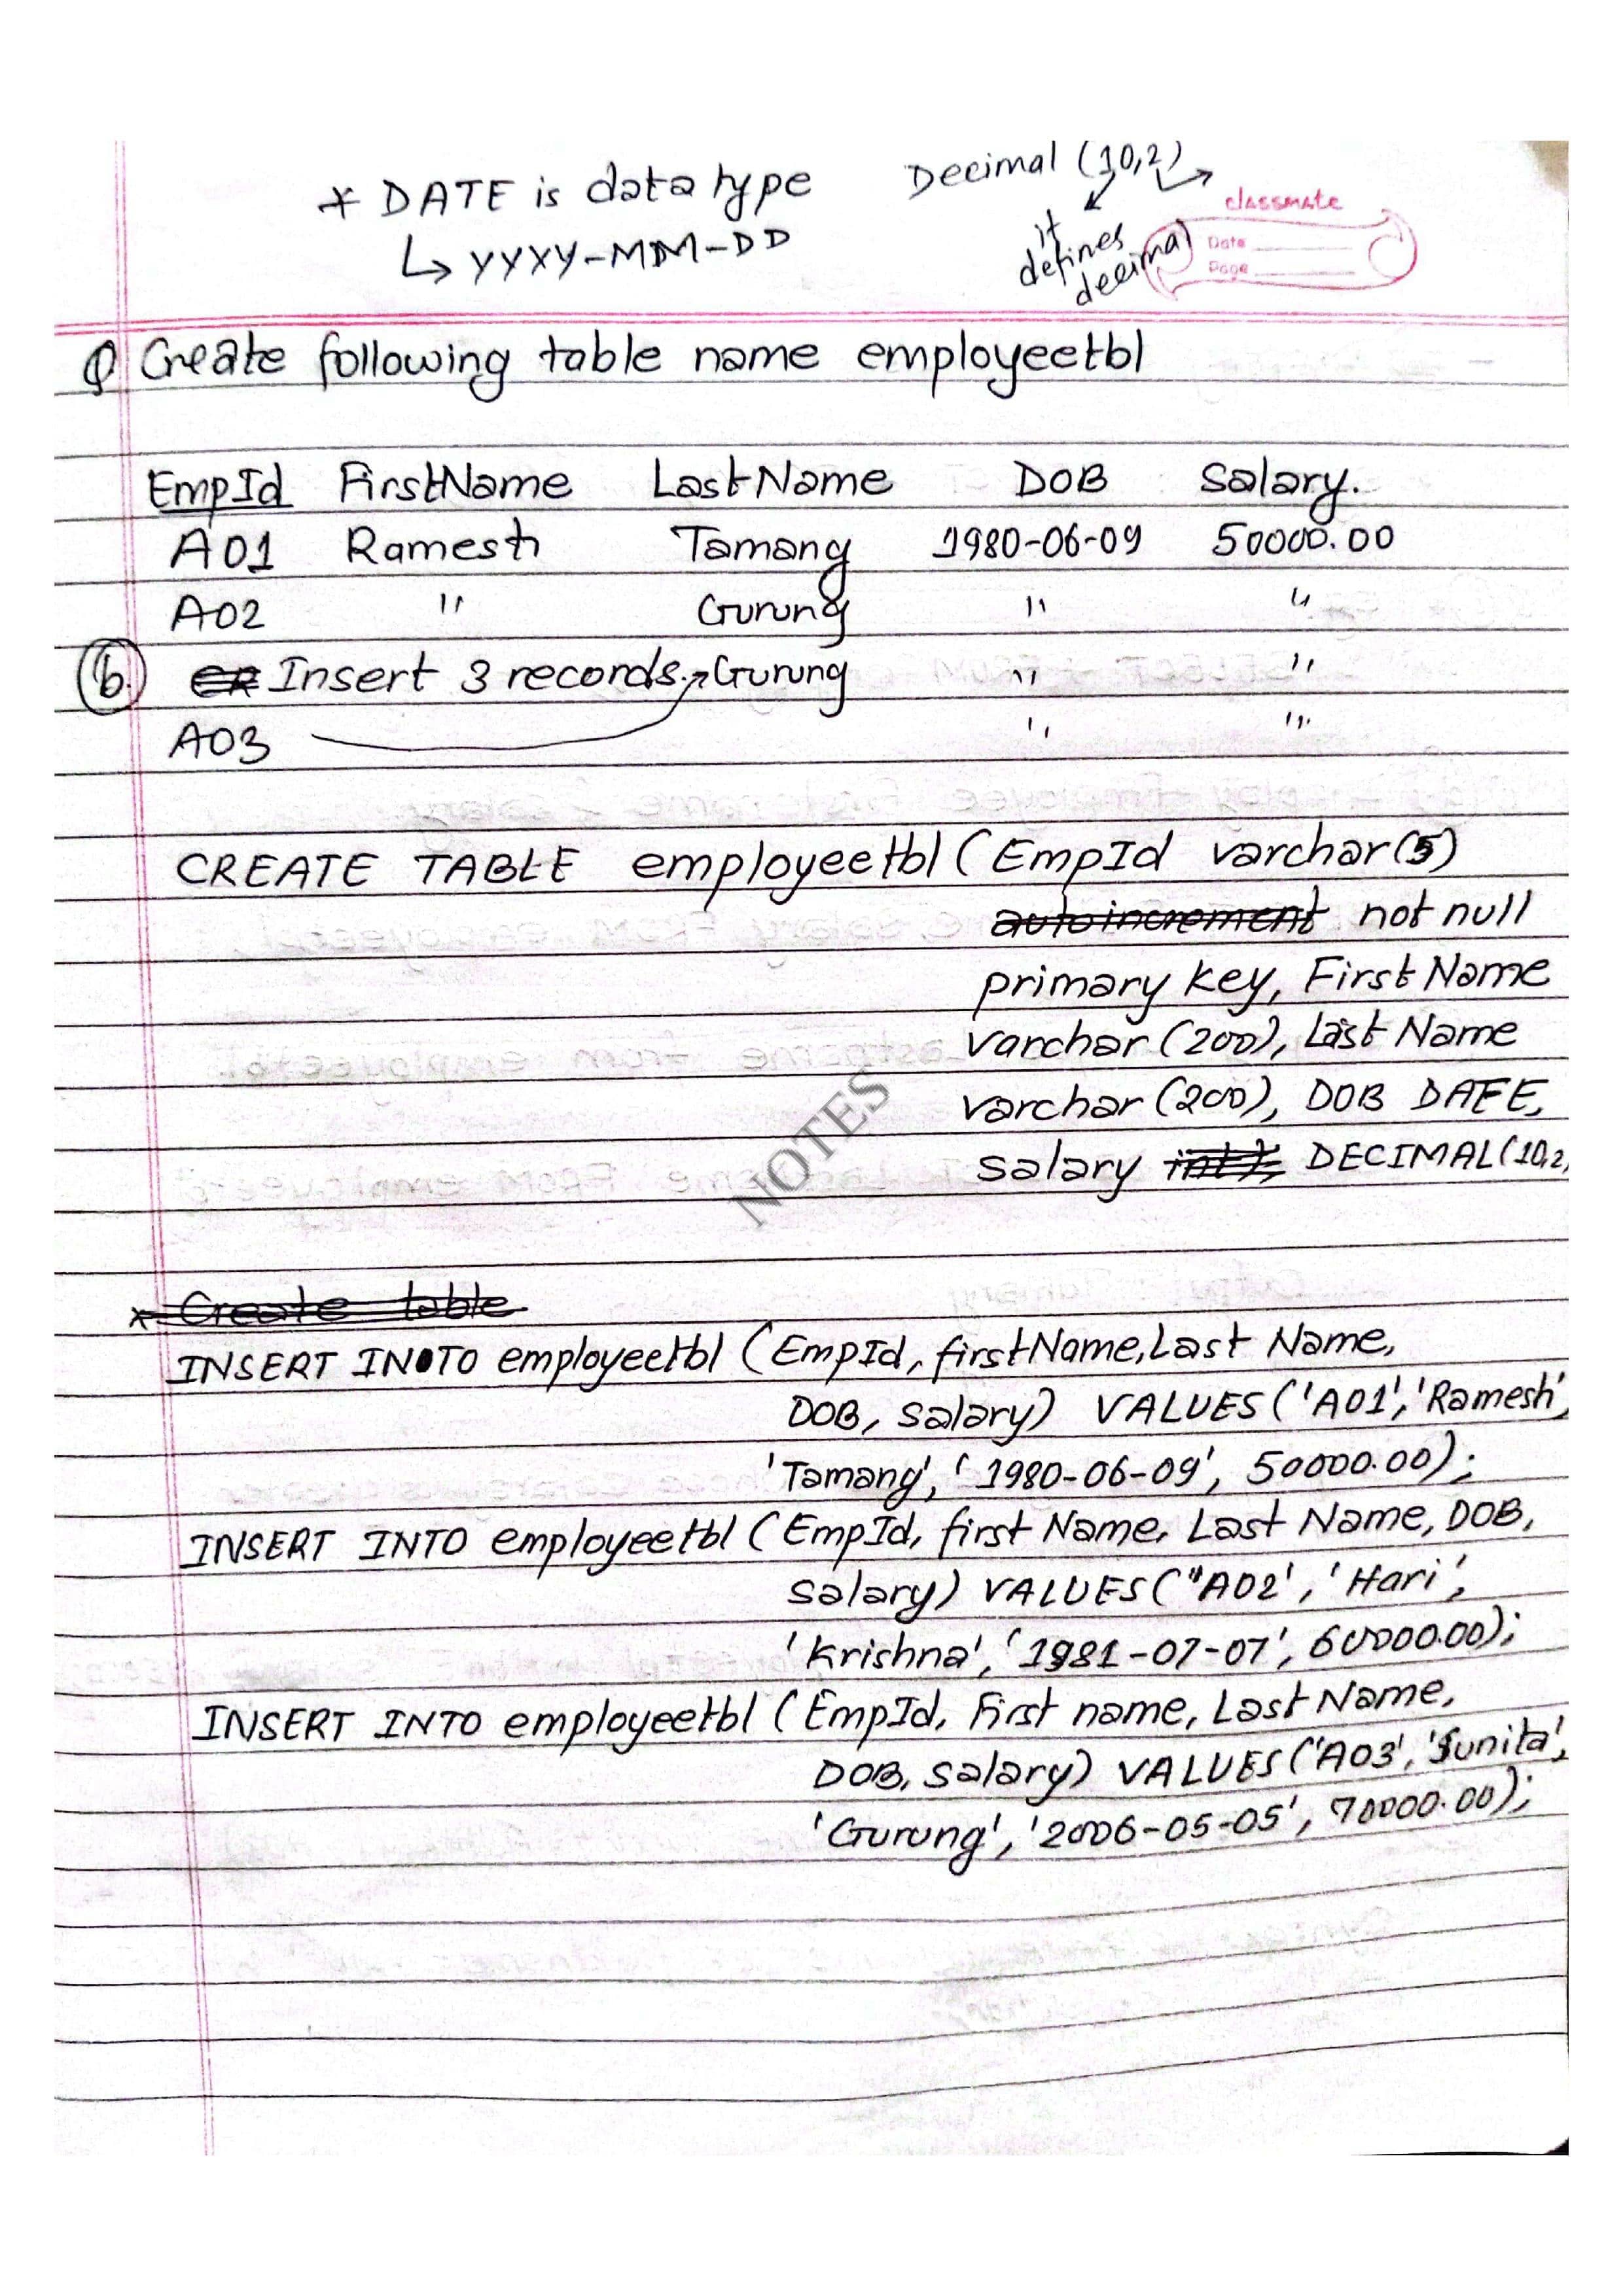 * DATE is data type
↳ YYYY-MM-DD
Decimal (10,2)
it
defines
decimal
classmate
Date
Page
Q Create following table name employeetbl
EmpId FirstName LastName DOB Salary.
A01 Ramesh Tamang 1980-06-09 50000.00
A02 " Gurung " "
(b) Insert 3 records. Gurung " "
A03 " "
CREATE TABLE employeetbl (EmpId varchar(5)
autoincrement not null
primary key, First Name
varchar (200), Last Name
varchar (200), DOB DATE,
salary int); DECIMAL(10,2)
* Create table
INSERT INTO employeetbl (EmpId, firstName, Last Name,
DOB, salary) VALUES ('A01', 'Ramesh',
'Tamang', '1980-06-09', 50000.00);
INSERT INTO employeetbl (EmpId, first Name, Last Name, DOB,
salary) VALUES ('A02', 'Hari',
'Krishna', '1981-07-07', 60000.00);
INSERT INTO employeetbl (EmpId, First name, Last Name,
DOB, salary) VALUES ('A03', 'Sunita',
'Gurung', '2006-05-05', 70000.00);
NOTES